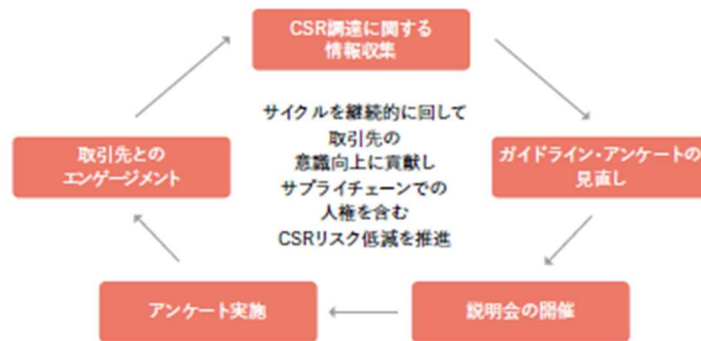 CSR調達に関する
情報収集
サイクルを継続的に回して
取引先の
意識向上に貢献し
サプライチェーンでの
人権を含む
CSRリスク低減を推進
取引先との
エンゲージメント
ガイドライン・アンケートの
見直し
アンケート実施
説明会の開催